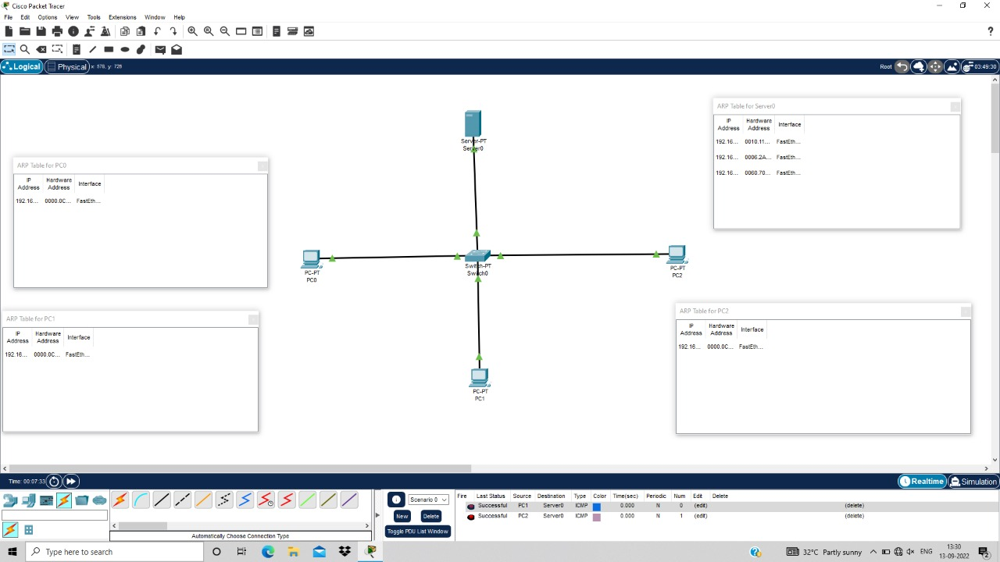 Cisco Packet Tracer
File Edit Options View Tools Extensions Window Help
?
Logical Physical x: 578, y: 726 Root 03:49:30
Server-PT
Server0
ARP Table for Server0
IP Address Hardware Address Interface
192.16... 0010.11... FastEth...
192.16... 0006.2A... FastEth...
192.16... 0060.70... FastEth...
ARP Table for PC0
IP Address Hardware Address Interface
192.16... 0000.0C... FastEth...
PC-PT
PC0
Switch-PT
Switch0
PC-PT
PC2
ARP Table for PC1
IP Address Hardware Address Interface
192.16... 0000.0C... FastEth...
PC-PT
PC1
ARP Table for PC2
IP Address Hardware Address Interface
192.16... 0000.0C... FastEth...
Time: 00:07:33 Realtime Simulation
Scenario 0
New Delete
Toggle PDU List Window
Automatically Choose Connection Type
Fire Last Status Source Destination Type Color Time(sec) Periodic Num Edit Delete
Successful PC1 Server0 ICMP 0.000 N 0 (edit) (delete)
Successful PC2 Server0 ICMP 0.000 N 1 (edit) (delete)
Type here to search
32°C Partly sunny ENG 13:30
13-09-2022 2